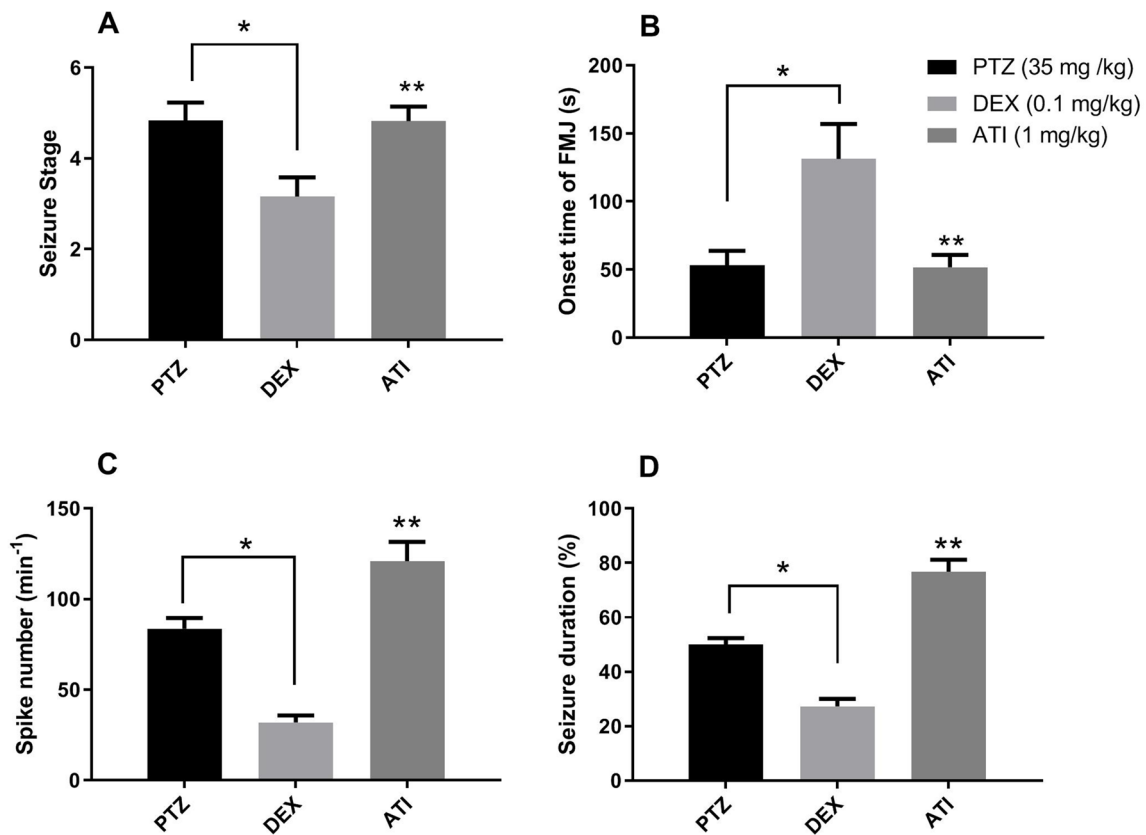 A
*
**
6
4
2
0
Seizure Stage
PTZ
DEX
ATI
B
PTZ (35 mg /kg)
DEX (0.1 mg/kg)
ATI (1 mg/kg)
*
**
200
150
100
50
0
Onset time of FMJ (s)
PTZ
DEX
ATI
C
*
**
150
100
50
0
Spike number (min⁻¹)
PTZ
DEX
ATI
D
*
**
100
80
60
40
20
0
Seizure duration (%)
PTZ
DEX
ATI